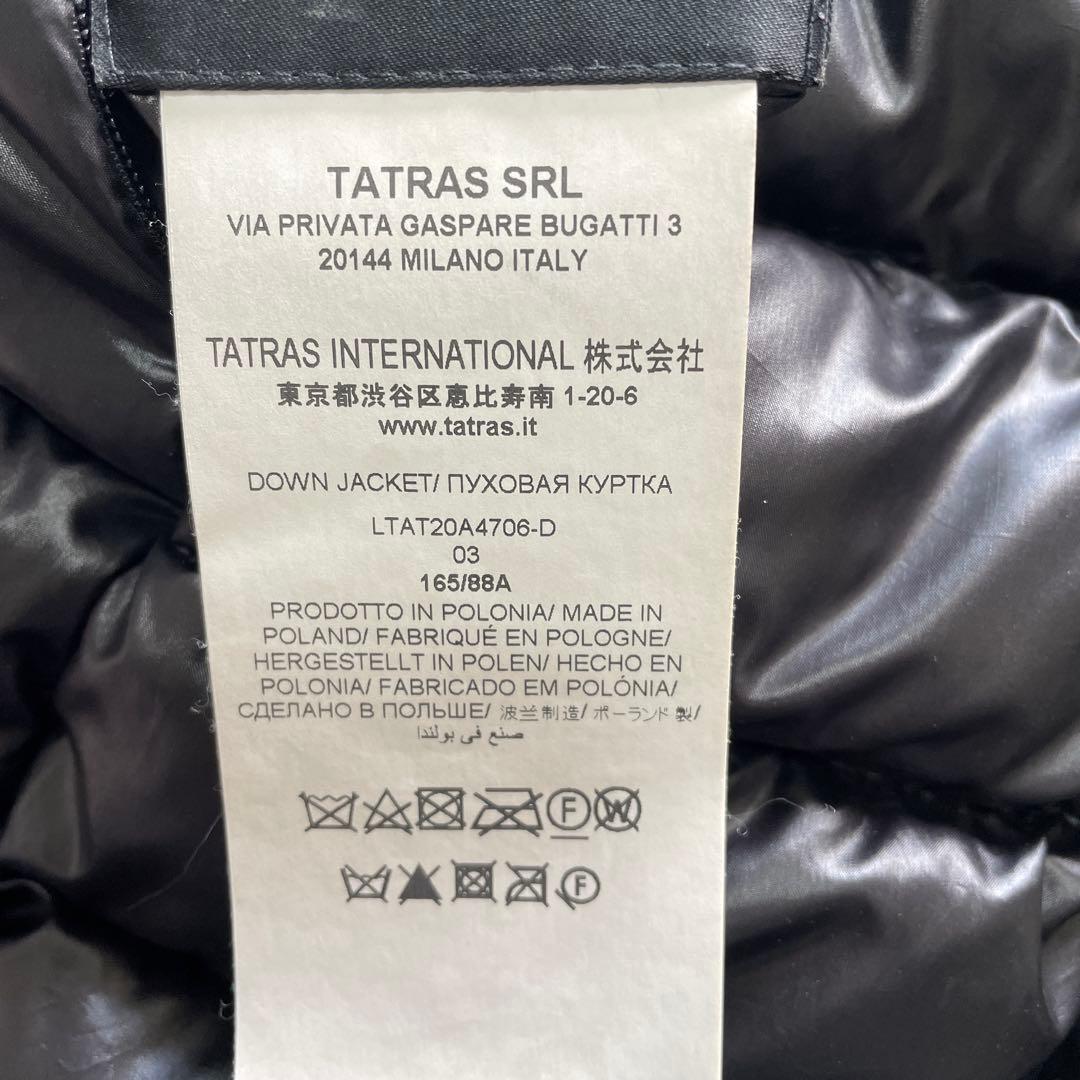 TATRAS SRL
VIA PRIVATA GASPARE BUGATTI 3
20144 MILANO ITALY
TATRAS INTERNATIONAL 株式会社
東京都渋谷区恵比寿南 1-20-6
www.tatras.it
DOWN JACKET/ ПУХОВАЯ КУРТКА
LTAT20A4706-D
03
165/88A
PRODOTTO IN POLONIA/ MADE IN
POLAND/ FABRIQUÉ EN POLOGNE/
HERGESTELLT IN POLEN/ HECHO EN
POLONIA/ FABRICADO EM POLÓNIA/
СДЕЛАНО В ПОЛЬШЕ/ 波兰制造/ ポーランド製/
صنع في بولندا
F W
F